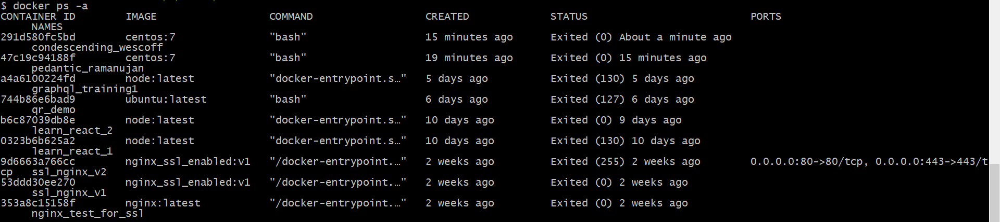 $ docker ps -a
CONTAINER ID        IMAGE                  COMMAND                  CREATED             STATUS                          PORTS
     NAMES
291d580fc5bd        centos:7               "bash"                   15 minutes ago      Exited (0) About a minute ago
     condescending_wescoff
47c19c94188f        centos:7               "bash"                   19 minutes ago      Exited (0) 15 minutes ago
     pedantic_ramanujan
a4a6100224fd        node:latest            "docker-entrypoint.s…"   5 days ago          Exited (130) 5 days ago
     graphql_training1
744b86e6bad9        ubuntu:latest          "bash"                   6 days ago          Exited (127) 6 days ago
     qr_demo
b6c87039db8e        node:latest            "docker-entrypoint.s…"   10 days ago         Exited (0) 9 days ago
     learn_react_2
0323b6b625a2        node:latest            "docker-entrypoint.s…"   10 days ago         Exited (130) 10 days ago
     learn_react_1
9d6663a766cc        nginx_ssl_enabled:v1   "/docker-entrypoint.…"   2 weeks ago         Exited (255) 2 weeks ago        0.0.0.0:80->80/tcp, 0.0.0.0:443->443/t
cp   ssl_nginx_v2
53ddd30ee270        nginx_ssl_enabled:v1   "/docker-entrypoint.…"   2 weeks ago         Exited (0) 2 weeks ago
     ssl_nginx_v1
353a8c15158f        nginx:latest           "/docker-entrypoint.…"   2 weeks ago         Exited (0) 2 weeks ago
     nginx_test_for_ssl